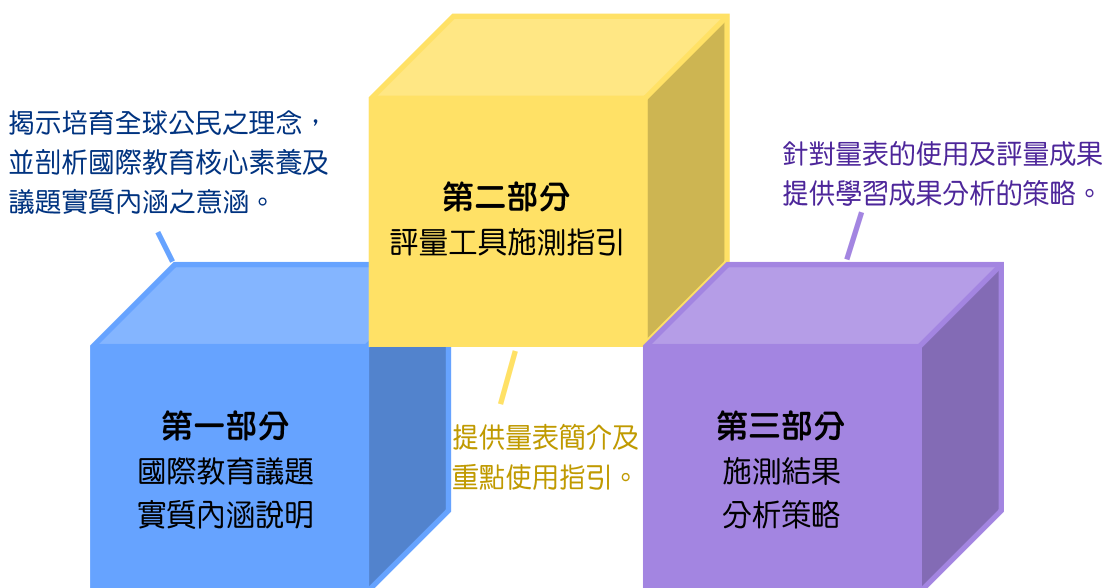 揭示培育全球公民之理念，
並剖析國際教育核心素養及
議題實質內涵之意涵。
第一部分
國際教育議題
實質內涵說明
第二部分
評量工具施測指引
提供量表簡介及
重點使用指引。
針對量表的使用及評量成果
提供學習成果分析的策略。
第三部分
施測結果
分析策略